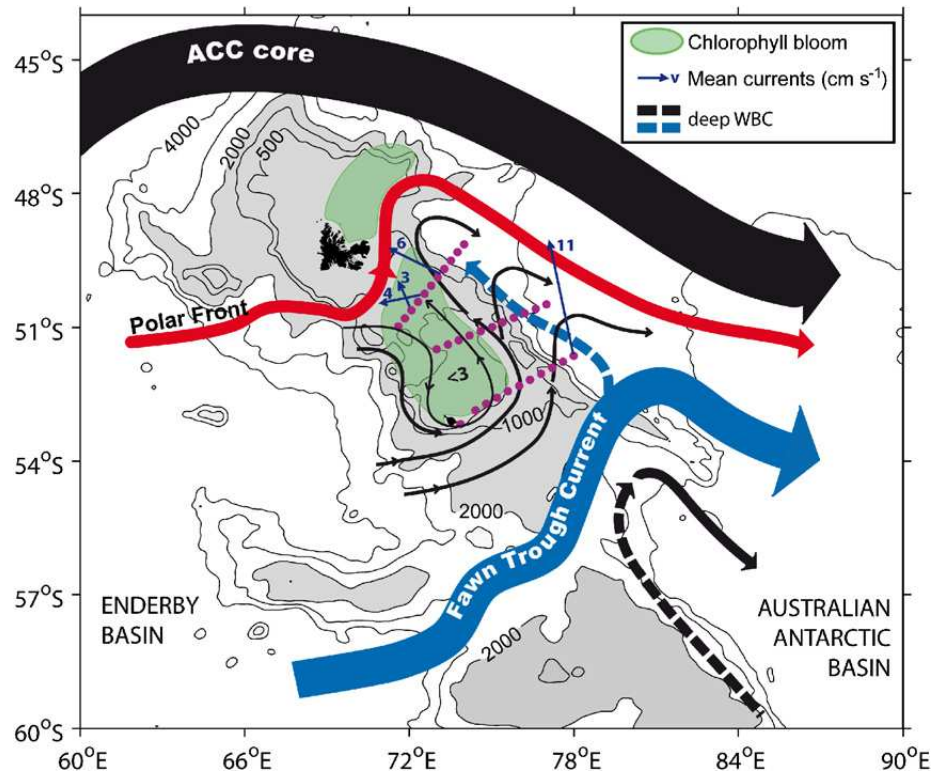 ACC core
Chlorophyll bloom
v Mean currents (cm s⁻¹)
deep WBC
45°S
48°S
51°S
54°S
57°S
60°S
4000
2000
500
6
11
3
4
Polar Front
<3
1000
2000
Fawn Trough Current
ENDERBY
BASIN
2000
AUSTRALIAN
ANTARCTIC
BASIN
60°E
66°E
72°E
78°E
84°E
90°E